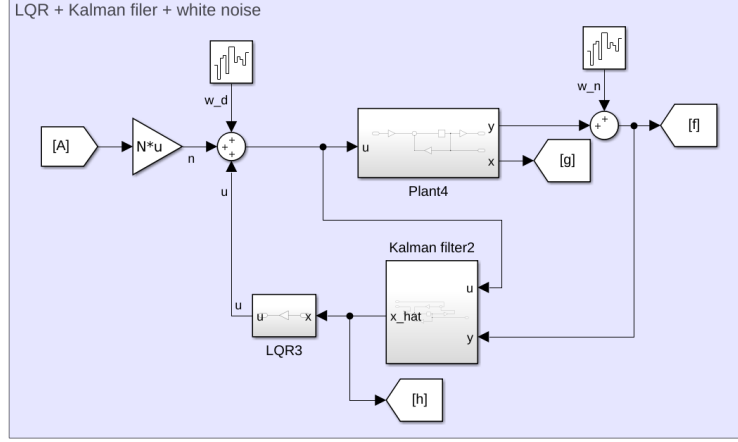 LQR + Kalman filer + white noise
w_d
w_n
[A]
N*u
n
+
+
+
u
u
Plant4
y
x
+
+
[f]
[g]
u
Kalman filter2
u
y
x_hat
u
u
x
LQR3
[h]